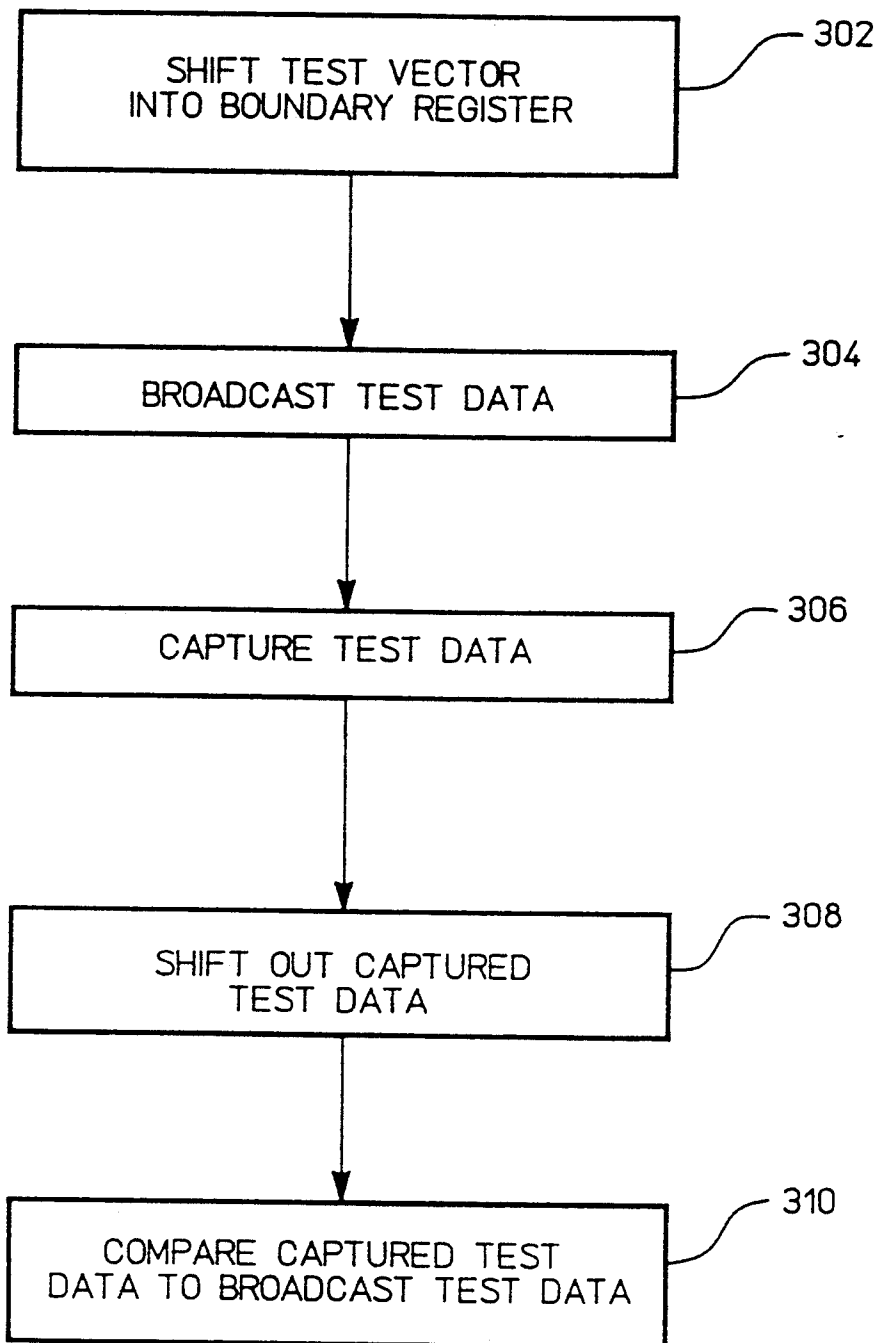 302
SHIFT TEST VECTOR
INTO BOUNDARY REGISTER
304
BROADCAST TEST DATA
306
CAPTURE TEST DATA
308
SHIFT OUT CAPTURED
TEST DATA
310
COMPARE CAPTURED TEST
DATA TO BROADCAST TEST DATA